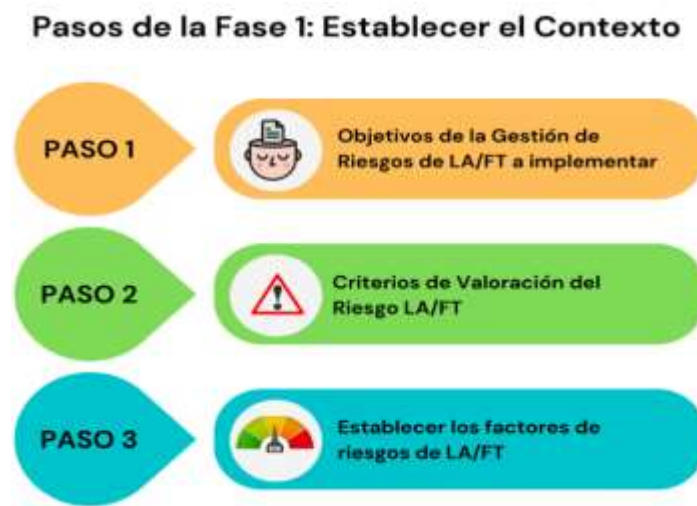 Pasos de la Fase 1: Establecer el Contexto
PASO 1
Objetivos de la Gestión de
Riesgos de LA/FT a implementar
PASO 2
Criterios de Valoración del
Riesgo LA/FT
PASO 3
Establecer los factores de
riesgos de LA/FT